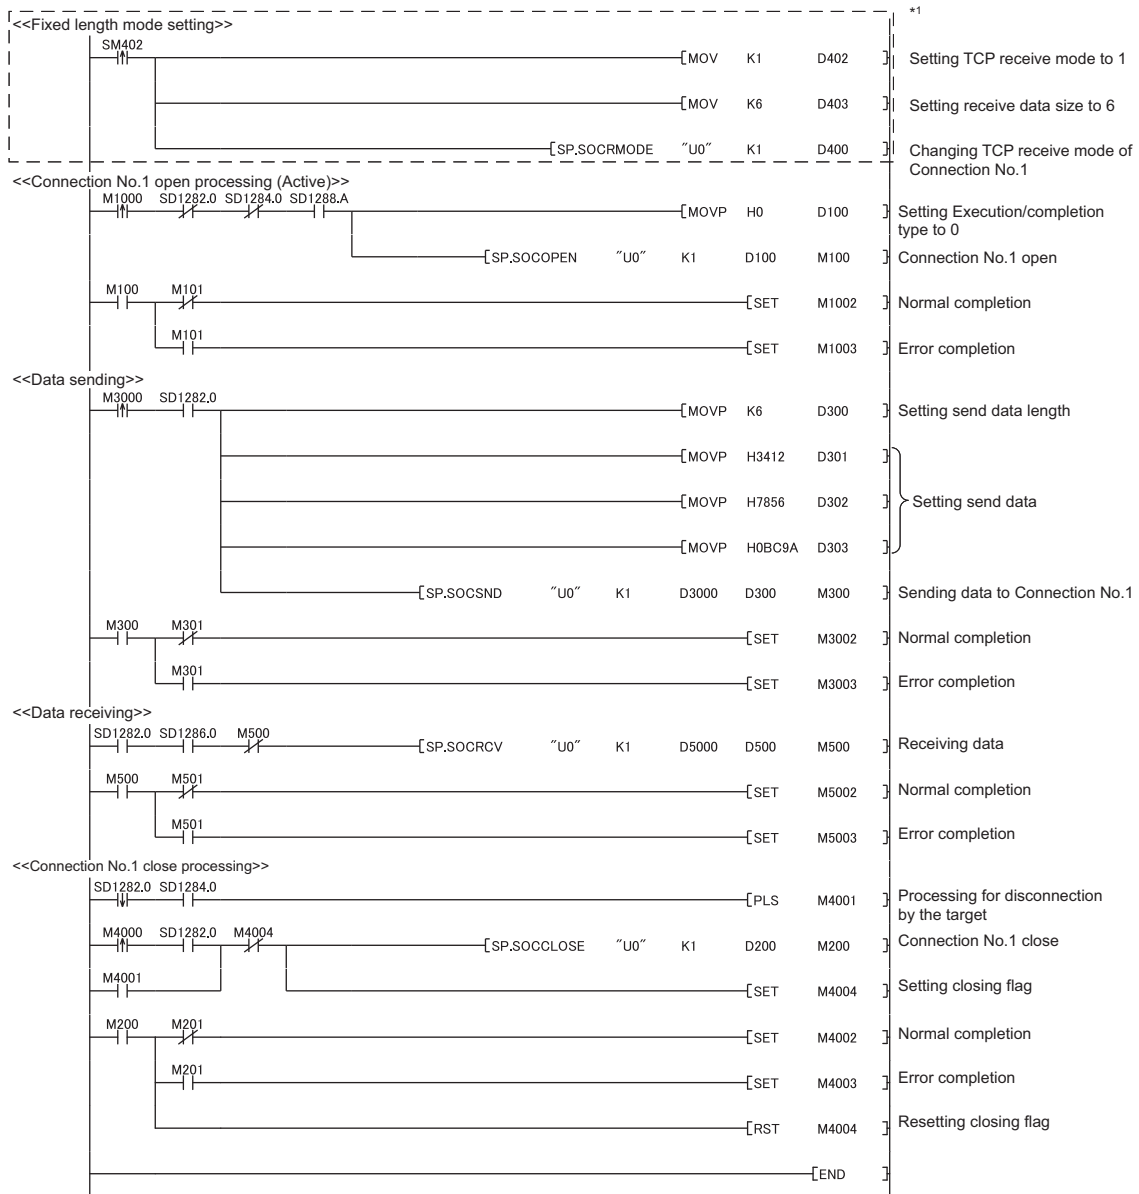 *1
<<Fixed length mode setting>>
SM402
MOV K1 D402 Setting TCP receive mode to 1
MOV K6 D403 Setting receive data size to 6
SP.SOCRMODE "U0" K1 D400 Changing TCP receive mode of
Connection No.1
<<Connection No.1 open processing (Active)>>
M1000 SD1282.0 SD1284.0 SD1288.A
MOVP H0 D100 Setting Execution/completion
type to 0
SP.SOCOPEN "U0" K1 D100 M100 Connection No.1 open
M100 M101
SET M1002 Normal completion
M101
SET M1003 Error completion
<<Data sending>>
M3000 SD1282.0
MOVP K6 D300 Setting send data length
MOVP H3412 D301
MOVP H7856 D302 Setting send data
MOVP H0BC9A D303
SP.SOCSND "U0" K1 D3000 D300 M300 Sending data to Connection No.1
M300 M301
SET M3002 Normal completion
M301
SET M3003 Error completion
<<Data receiving>>
SD1282.0 SD1286.0 M500
SP.SOCRCV "U0" K1 D5000 D500 M500 Receiving data
M500 M501
SET M5002 Normal completion
M501
SET M5003 Error completion
<<Connection No.1 close processing>>
SD1282.0 SD1284.0
PLS M4001 Processing for disconnection
by the target
M4000 SD1282.0 M4004
SP.SOCCLOSE "U0" K1 D200 M200 Connection No.1 close
M4001
SET M4004 Setting closing flag
M200 M201
SET M4002 Normal completion
M201
SET M4003 Error completion
RST M4004 Resetting closing flag
END